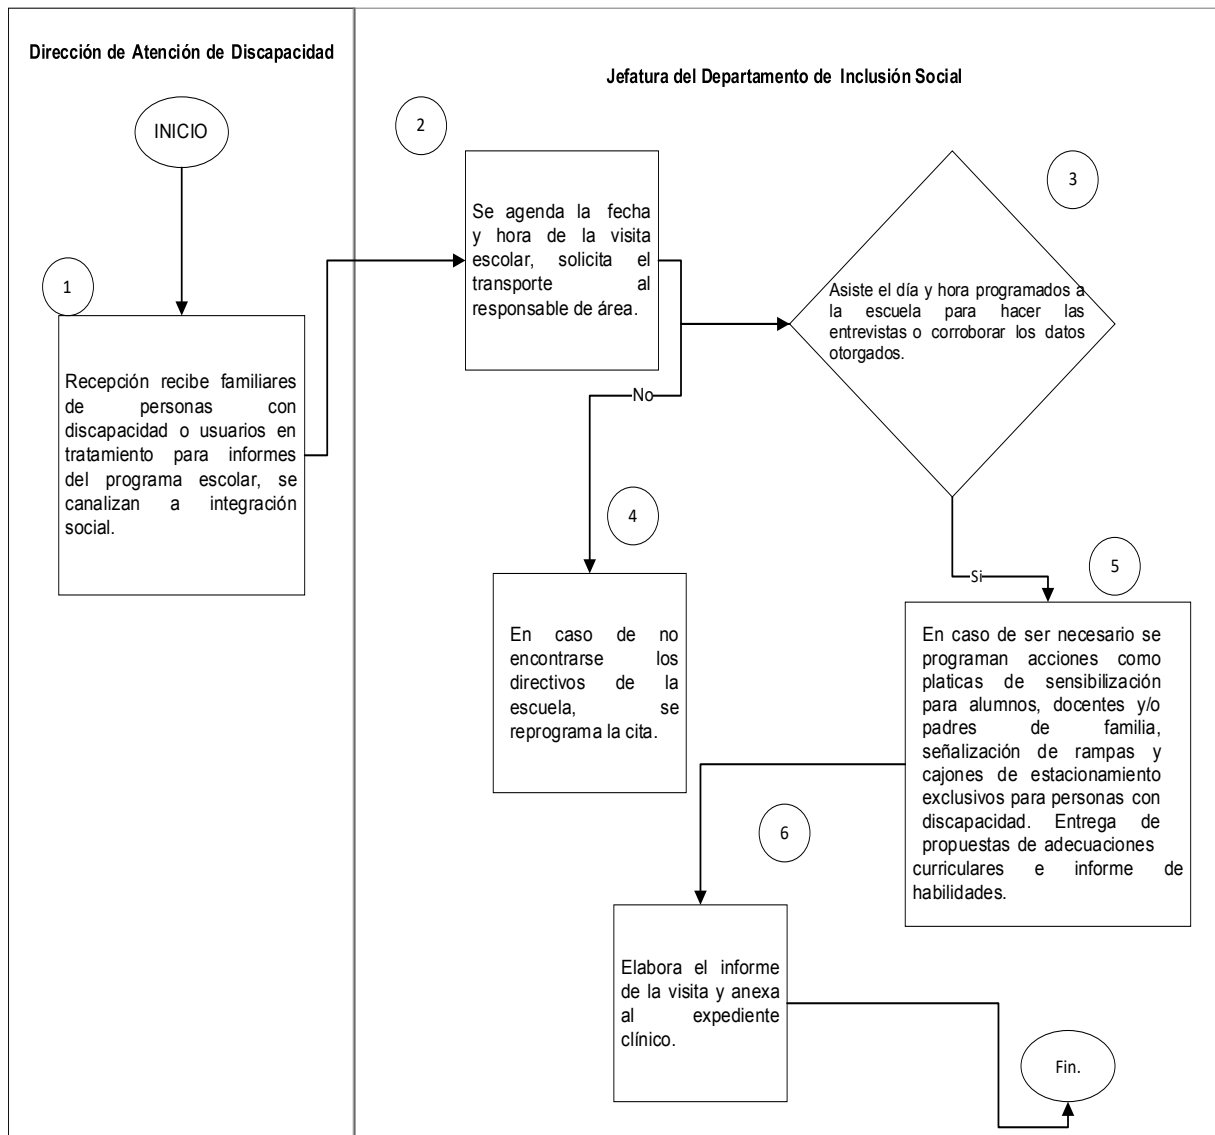 Dirección de Atención de Discapacidad
Jefatura del Departamento de Inclusión Social
INICIO
1
Recepción recibe familiares
de personas con
discapacidad o usuarios en
tratamiento para informes
del programa escolar, se
canalizan a integración
social.
2
Se agenda la fecha
y hora de la visita
escolar, solicita el
transporte al
responsable de área.
3
Asiste el día y hora programados a
la escuela para hacer las
entrevistas o corroborar los datos
otorgados.
No
4
En caso de no
encontrarse los
directivos de la
escuela, se
reprograma la cita.
Si
5
En caso de ser necesario se
programan acciones como
platicas de sensibilización
para alumnos, docentes y/o
padres de familia,
señalización de rampas y
cajones de estacionamiento
exclusivos para personas con
discapacidad. Entrega de
propuestas de adecuaciones
curriculares e informe de
habilidades.
6
Elabora el informe
de la visita y anexa
al expediente
clínico.
Fin.